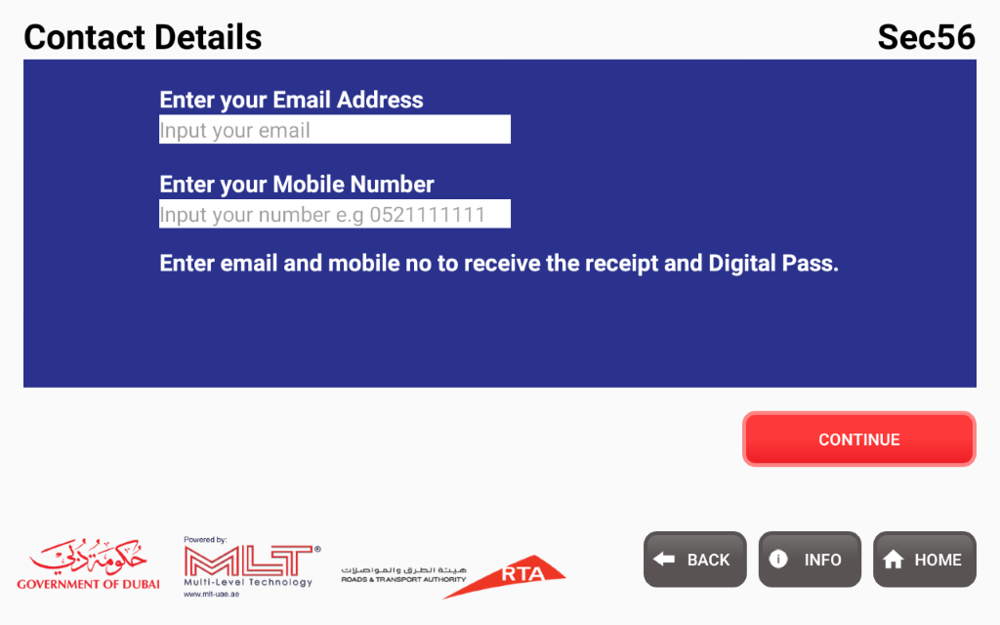 Contact Details
Sec56
Enter your Email Address
Input your email
Enter your Mobile Number
Input your number e.g 0521111111
Enter email and mobile no to receive the receipt and Digital Pass.
CONTINUE
حكومة دبي
GOVERNMENT OF DUBAI
Powered by:
MLT®
Multi-Level Technology
www.mlt-uae.ae
هيئة الطرق والمواصلات
ROADS & TRANSPORT AUTHORITY
RTA
BACK
INFO
HOME